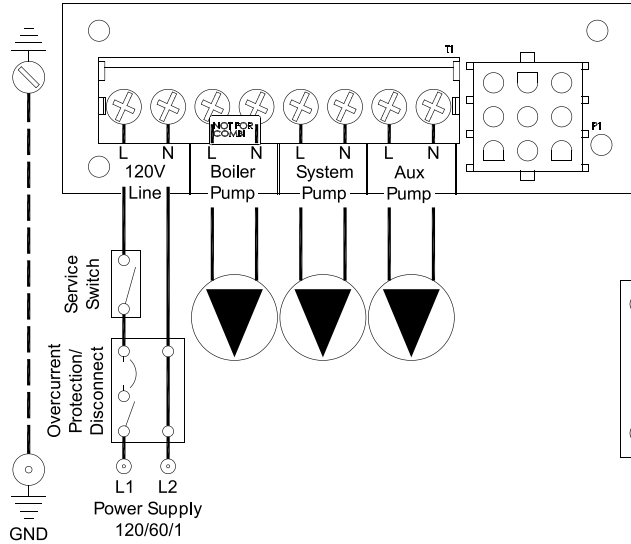 T1
NOT FOR
COMBI
P1
L N L N L N L N
120V
Line
Boiler
Pump
System
Pump
Aux
Pump
Service
Switch
Overcurrent
Protection/
Disconnect
L1 L2
Power Supply
120/60/1
GND